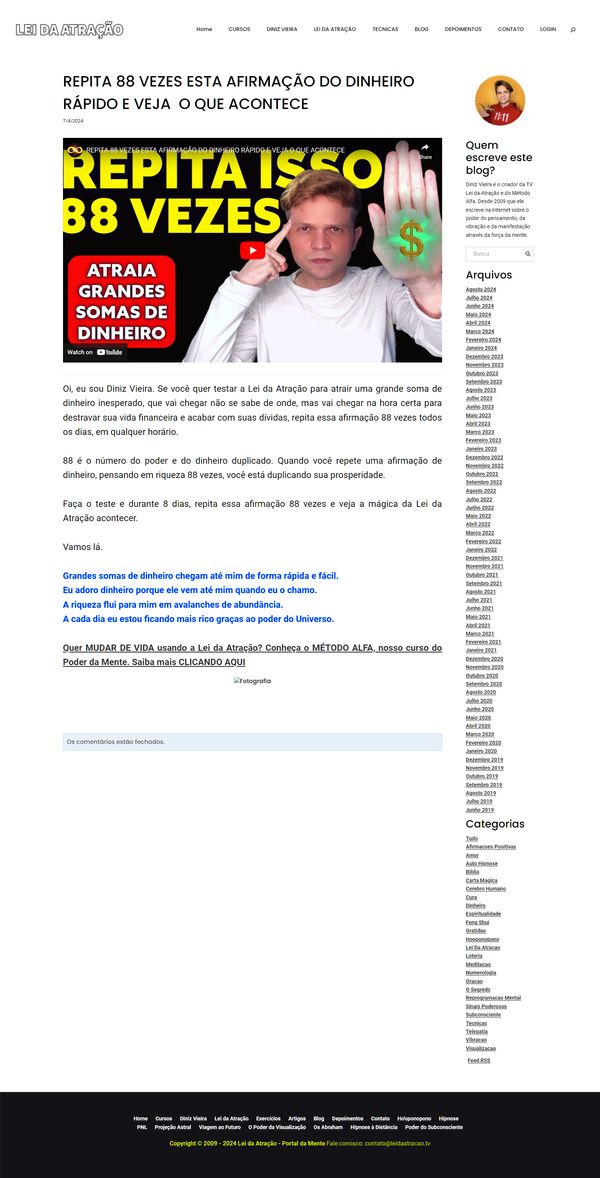 LEI DA ATRAÇÃO
Home CURSOS DINIZ VIEIRA LEI DA ATRAÇÃO TECNICAS BLOG DEPOIMENTOS CONTATO LOGIN
REPITA 88 VEZES ESTA AFIRMAÇÃO DO DINHEIRO
RÁPIDO E VEJA O QUE ACONTECE
7/4/2024
REPITA 88 VEZES ESTA AFIRMAÇÃO DO DINHEIRO RÁPIDO E VEJA O QUE ACONTECE
Share
REPITA ISSO
88 VEZES
$
ATRAIA
GRANDES
SOMAS DE
DINHEIRO
Watch on YouTube
Oi, eu sou Diniz Vieira. Se você quer testar a Lei da Atração para atrair uma grande soma de
dinheiro inesperado, que vai chegar não se sabe de onde, mas vai chegar na hora certa para
destravar sua vida financeira e acabar com suas dívidas, repita essa afirmação 88 vezes todos
os dias, em qualquer horário.
88 é o número do poder e do dinheiro duplicado. Quando você repete uma afirmação de
dinheiro, pensando em riqueza 88 vezes, você está duplicando sua prosperidade.
Faça o teste e durante 8 dias, repita essa afirmação 88 vezes e veja a mágica da Lei da
Atração acontecer.
Vamos lá.
Grandes somas de dinheiro chegam até mim de forma rápida e fácil.
Eu adoro dinheiro porque ele vem até mim quando eu o chamo.
A riqueza flui para mim em avalanches de abundância.
A cada dia eu estou ficando mais rico graças ao poder do Universo.
Quer MUDAR DE VIDA usando a Lei da Atração? Conheça o MÉTODO ALFA, nosso curso do
Poder da Mente. Saiba mais CLICANDO AQUI
Fotografia
Os comentários estão fechados.
11:11
Quem
escreve este
blog?
Diniz Vieira é o criador da TV
Lei da Atração e do Método
Alfa. Desde 2009 que ele
escreve na Internet sobre o
poder do pensamento, da
vibração e da manifestação
através da força da mente.
Busca
Arquivos
Agosto 2024
Julho 2024
Junho 2024
Maio 2024
Abril 2024
Março 2024
Fevereiro 2024
Janeiro 2024
Dezembro 2023
Novembro 2023
Outubro 2023
Setembro 2023
Agosto 2023
Julho 2023
Junho 2023
Maio 2023
Abril 2023
Março 2023
Fevereiro 2023
Janeiro 2023
Dezembro 2022
Novembro 2022
Outubro 2022
Setembro 2022
Agosto 2022
Julho 2022
Junho 2022
Maio 2022
Abril 2022
Março 2022
Fevereiro 2022
Janeiro 2022
Dezembro 2021
Novembro 2021
Outubro 2021
Setembro 2021
Agosto 2021
Julho 2021
Junho 2021
Maio 2021
Abril 2021
Março 2021
Fevereiro 2021
Janeiro 2021
Dezembro 2020
Novembro 2020
Outubro 2020
Setembro 2020
Agosto 2020
Julho 2020
Junho 2020
Maio 2020
Abril 2020
Março 2020
Fevereiro 2020
Janeiro 2020
Dezembro 2019
Novembro 2019
Outubro 2019
Setembro 2019
Agosto 2019
Julho 2019
Junho 2019
Categorias
Tudo
Afirmacoes Positivas
Amor
Auto Hipnose
Biblia
Carta Magica
Cerebro Humano
Cura
Dinheiro
Espiritualidade
Feng Shui
Gratidao
Hooponopono
Lei Da Atracao
Loteria
Meditacao
Numerologia
Oracao
O Segredo
Reprogramacao Mental
Sinais Poderosos
Subconsciente
Tecnicas
Telepatia
Vibracao
Visualizacao
Feed RSS
Home Cursos Diniz Vieira Lei da Atração Exercícios Artigos Blog Depoimentos Contato Ho'oponopono Hipnose
PNL Projeção Astral Viagem ao Futuro O Poder da Visualização Os Abraham Hipnose à Distância Poder do Subconsciente
Copyright © 2009 - 2024 Lei da Atração - Portal da Mente Fale conosco: contato@leidaatracao.tv